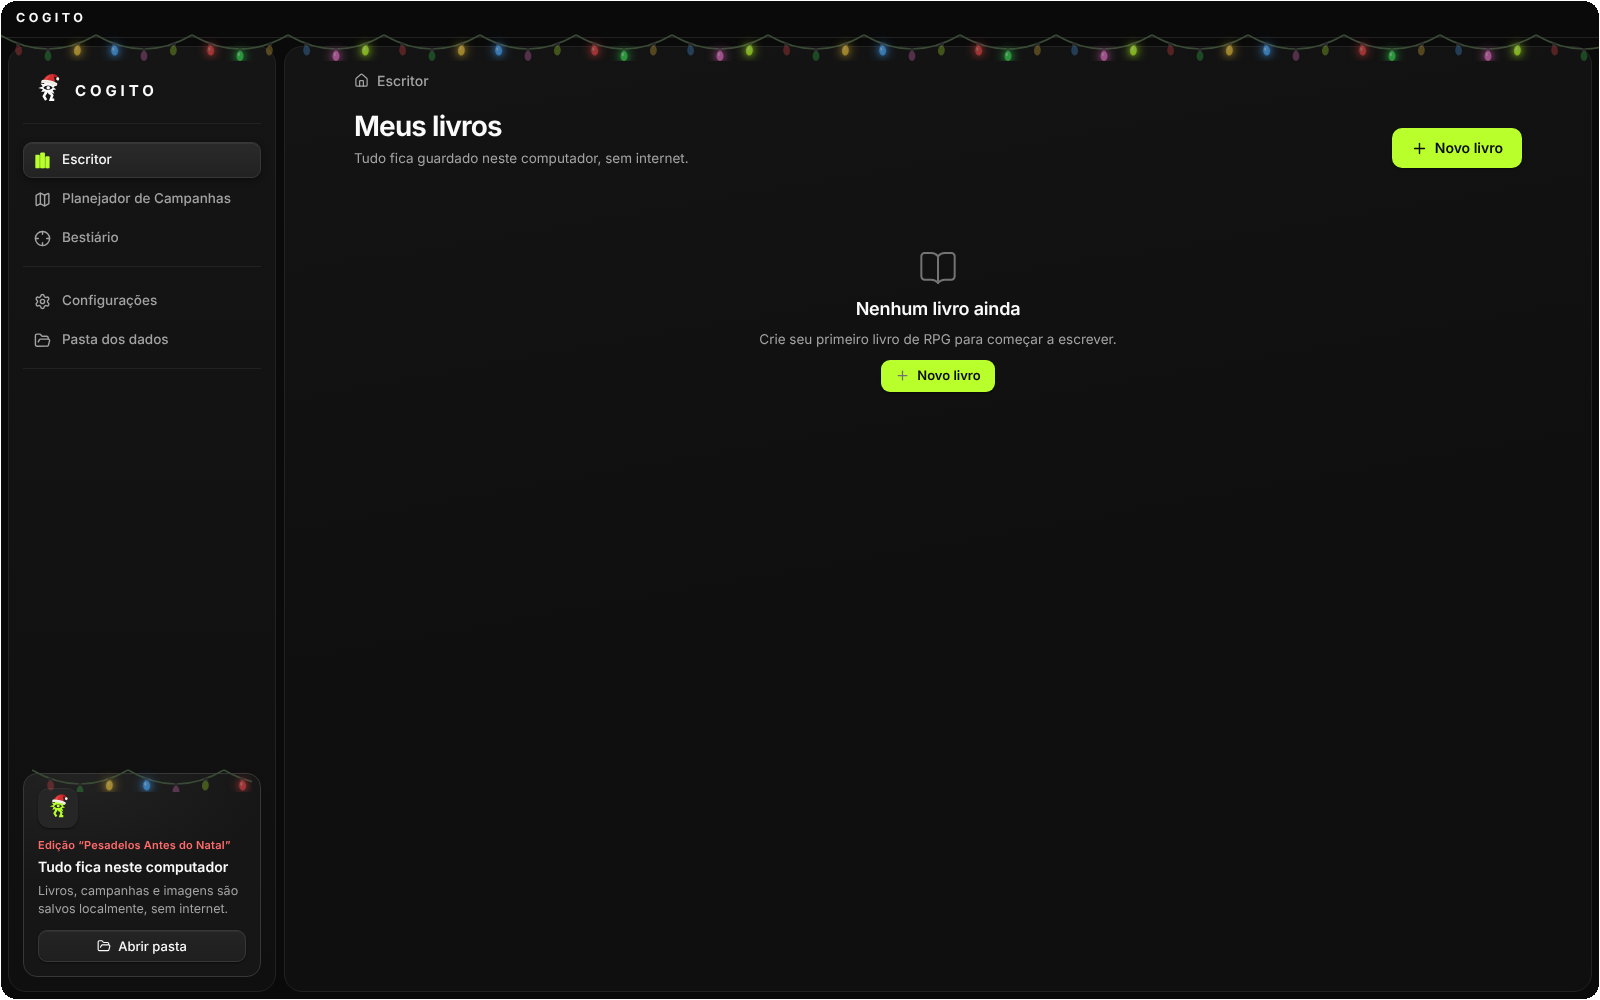 COGITO
COGITO
Escritor
Planejador de Campanhas
Bestiário
Configurações
Pasta dos dados
Edição “Pesadelos Antes do Natal”
Tudo fica neste computador
Livros, campanhas e imagens são
salvos localmente, sem internet.
Abrir pasta
Escritor
Meus livros
Tudo fica guardado neste computador, sem internet.
Novo livro
Nenhum livro ainda
Crie seu primeiro livro de RPG para começar a escrever.
Novo livro